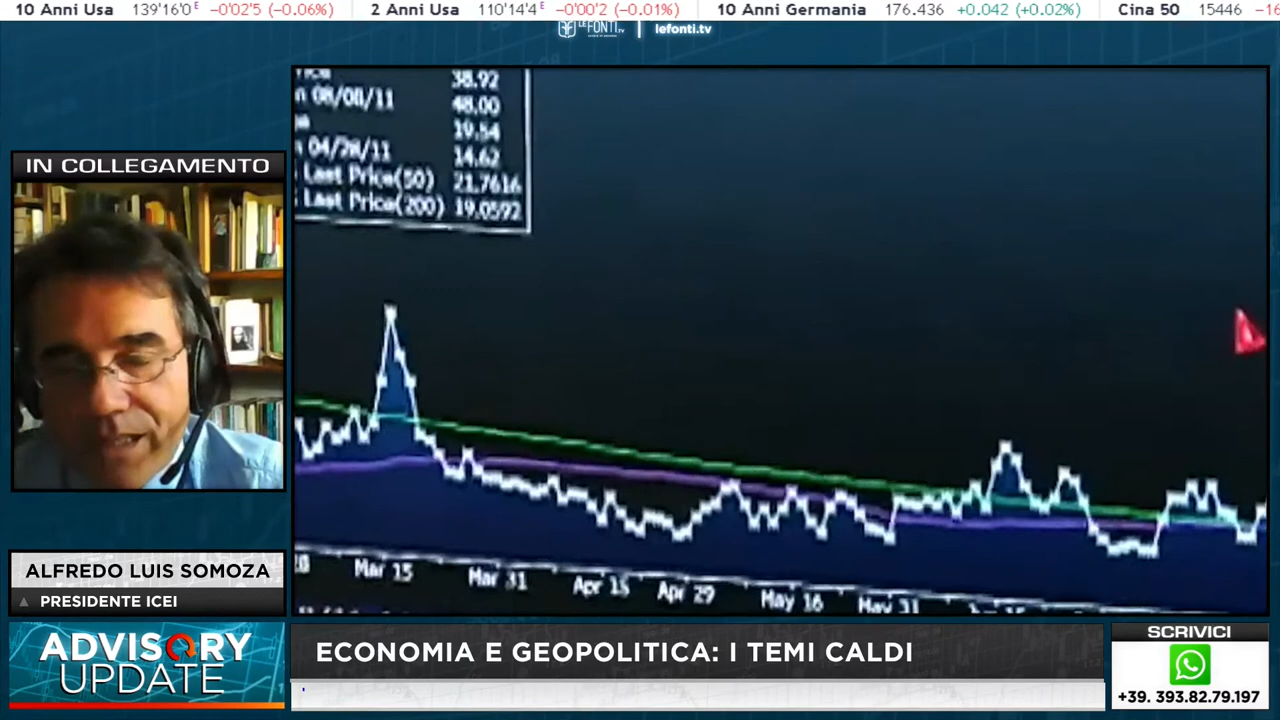 10 Anni Usa 139'16'0 E -0'02'5 (-0.06%) 2 Anni Usa 110'14'4 E -0'00'2 (-0.01%) 10 Anni Germania 176.436 +0.042 (+0.02%) Cina 50 15446 -16
LEFONTI.TV lefonti.tv
38.92
08/08/11 48.00
19.54
04/28/11 14.62
Last Price(50) 21.7616
Last Price(200) 19.0592
IN COLLEGAMENTO
Mar 15 Mar 31 Apr 15 Apr 29 May 16 May 31
ALFREDO LUIS SOMOZA
PRESIDENTE ICEI
ADVISORY
UPDATE
ECONOMIA E GEOPOLITICA: I TEMI CALDI
SCRIVICI
+39. 393.82.79.197